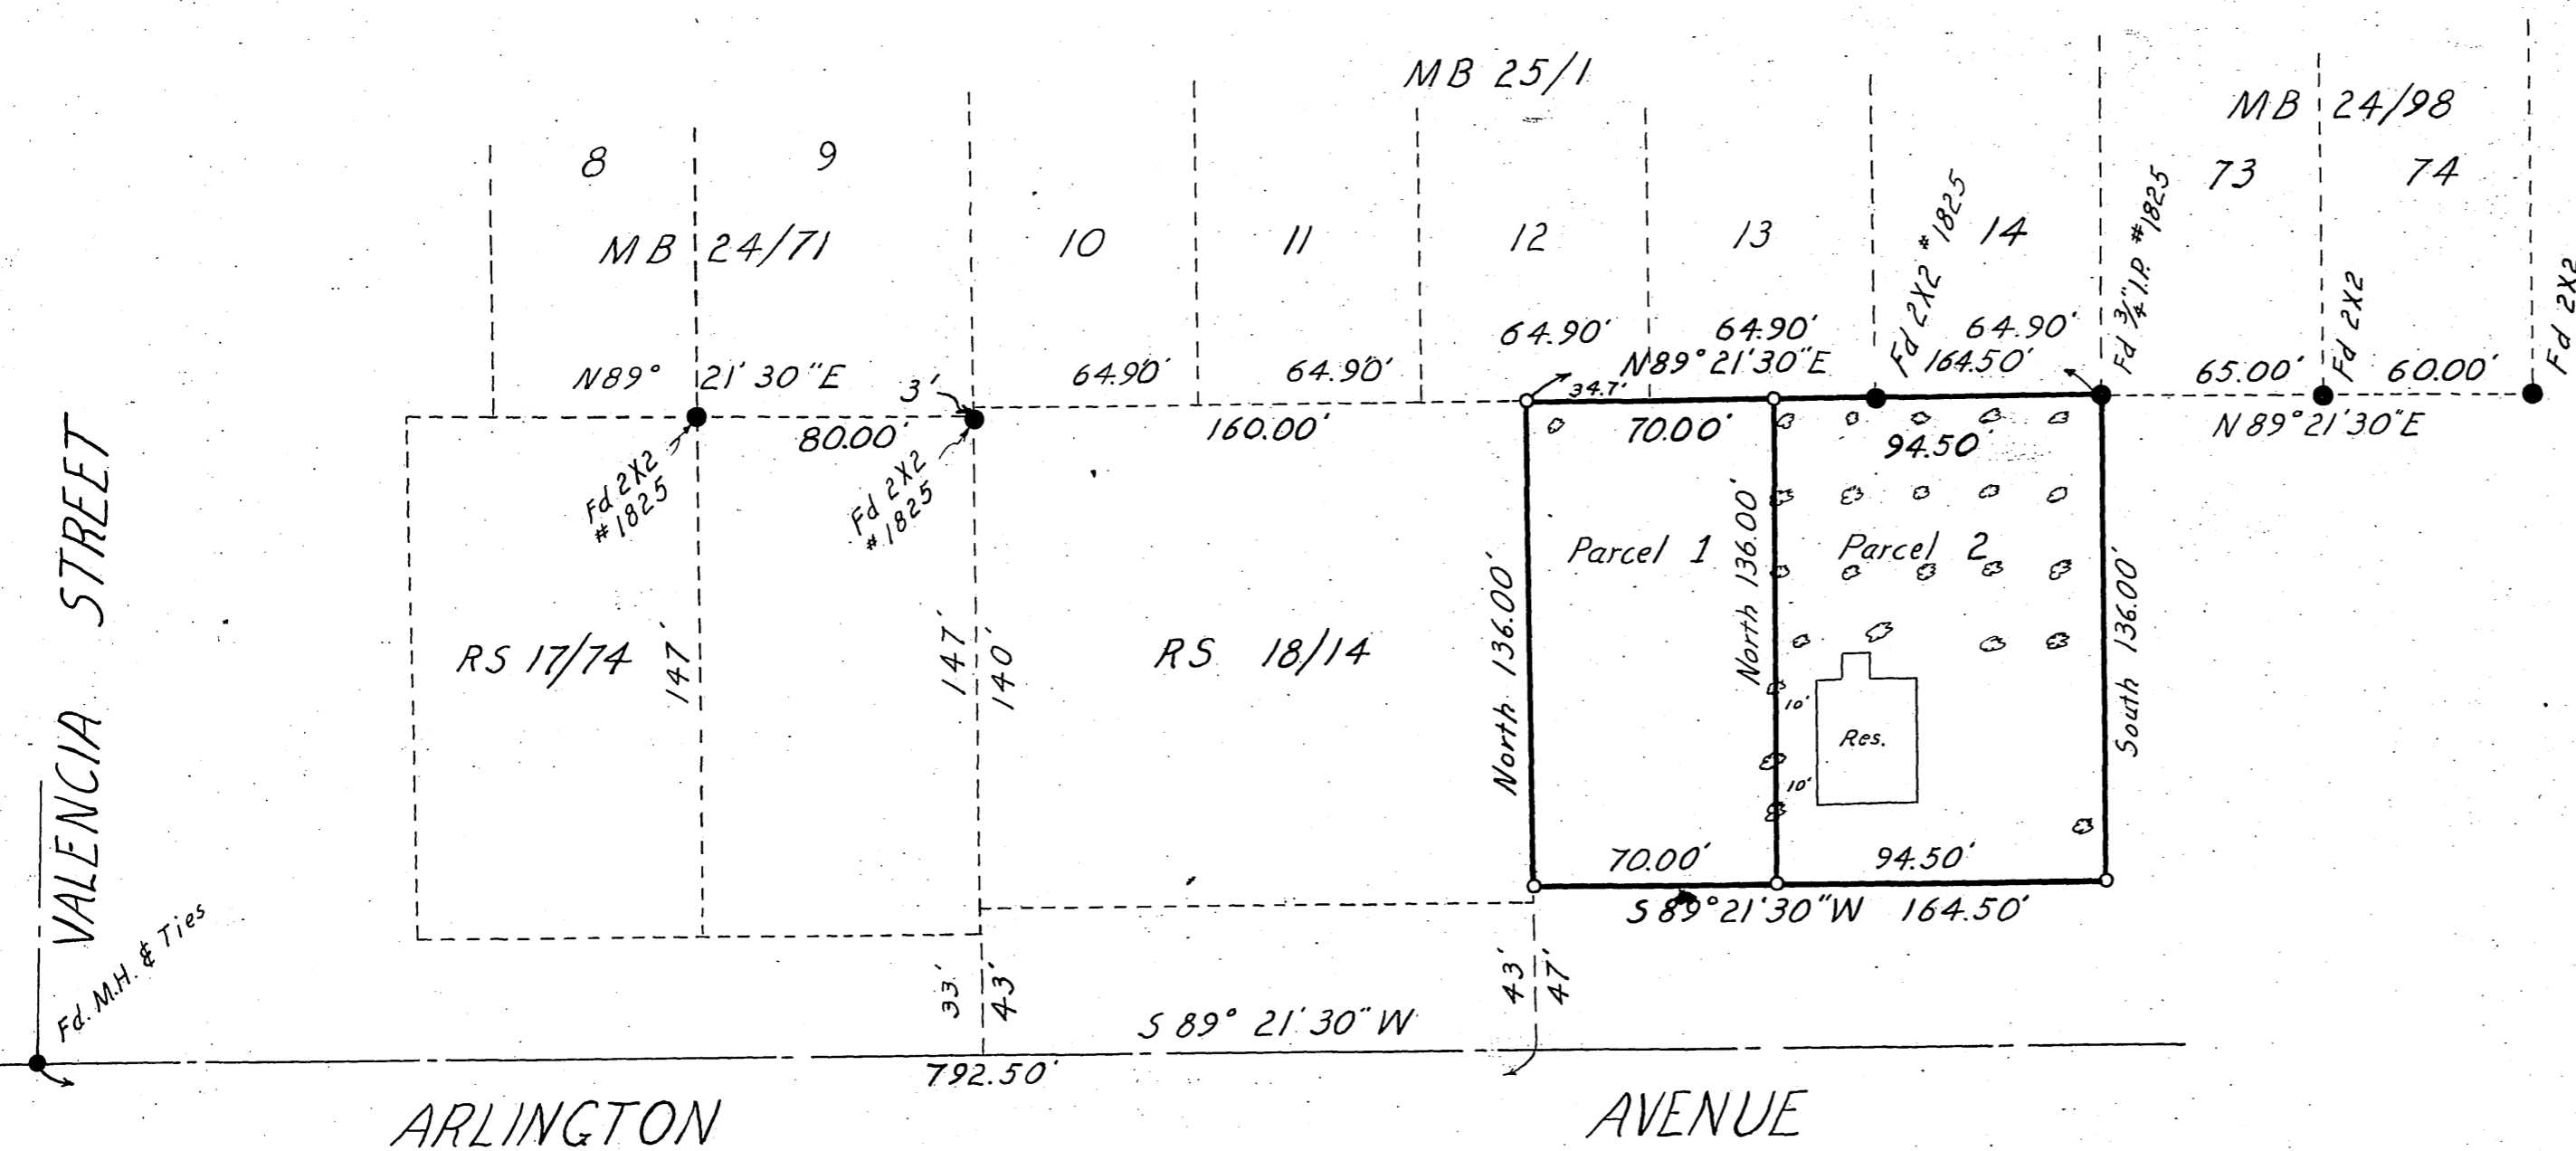 MB 25/1
MB 24/98
8
9
73
74
MB 24/71
10
11
12
13
14
Fd 2X2 #1825
Fd 3/4" I.P. #1825
Fd 2X2
Fd 2X2
64.90'
64.90'
64.90'
N89° 21' 30"E
3'
64.90'
64.90'
N89°21'30"E
164.50'
65.00'
60.00'
34.7'
80.00'
160.00'
70.00'
94.50'
N89°21'30"E
Fd 2X2
#1825
Fd 2X2
#1825
VALENCIA STREET
Parcel 1
Parcel 2
North 136.00'
North 136.00'
South 136.00'
RS 17/74
147'
147'
140'
RS 18/14
10'
Res.
10'
70.00'
94.50'
S89°21'30"W 164.50'
Fd. M.H. & Ties
33'
43'
43'
47'
S 89° 21' 30" W
792.50'
ARLINGTON AVENUE